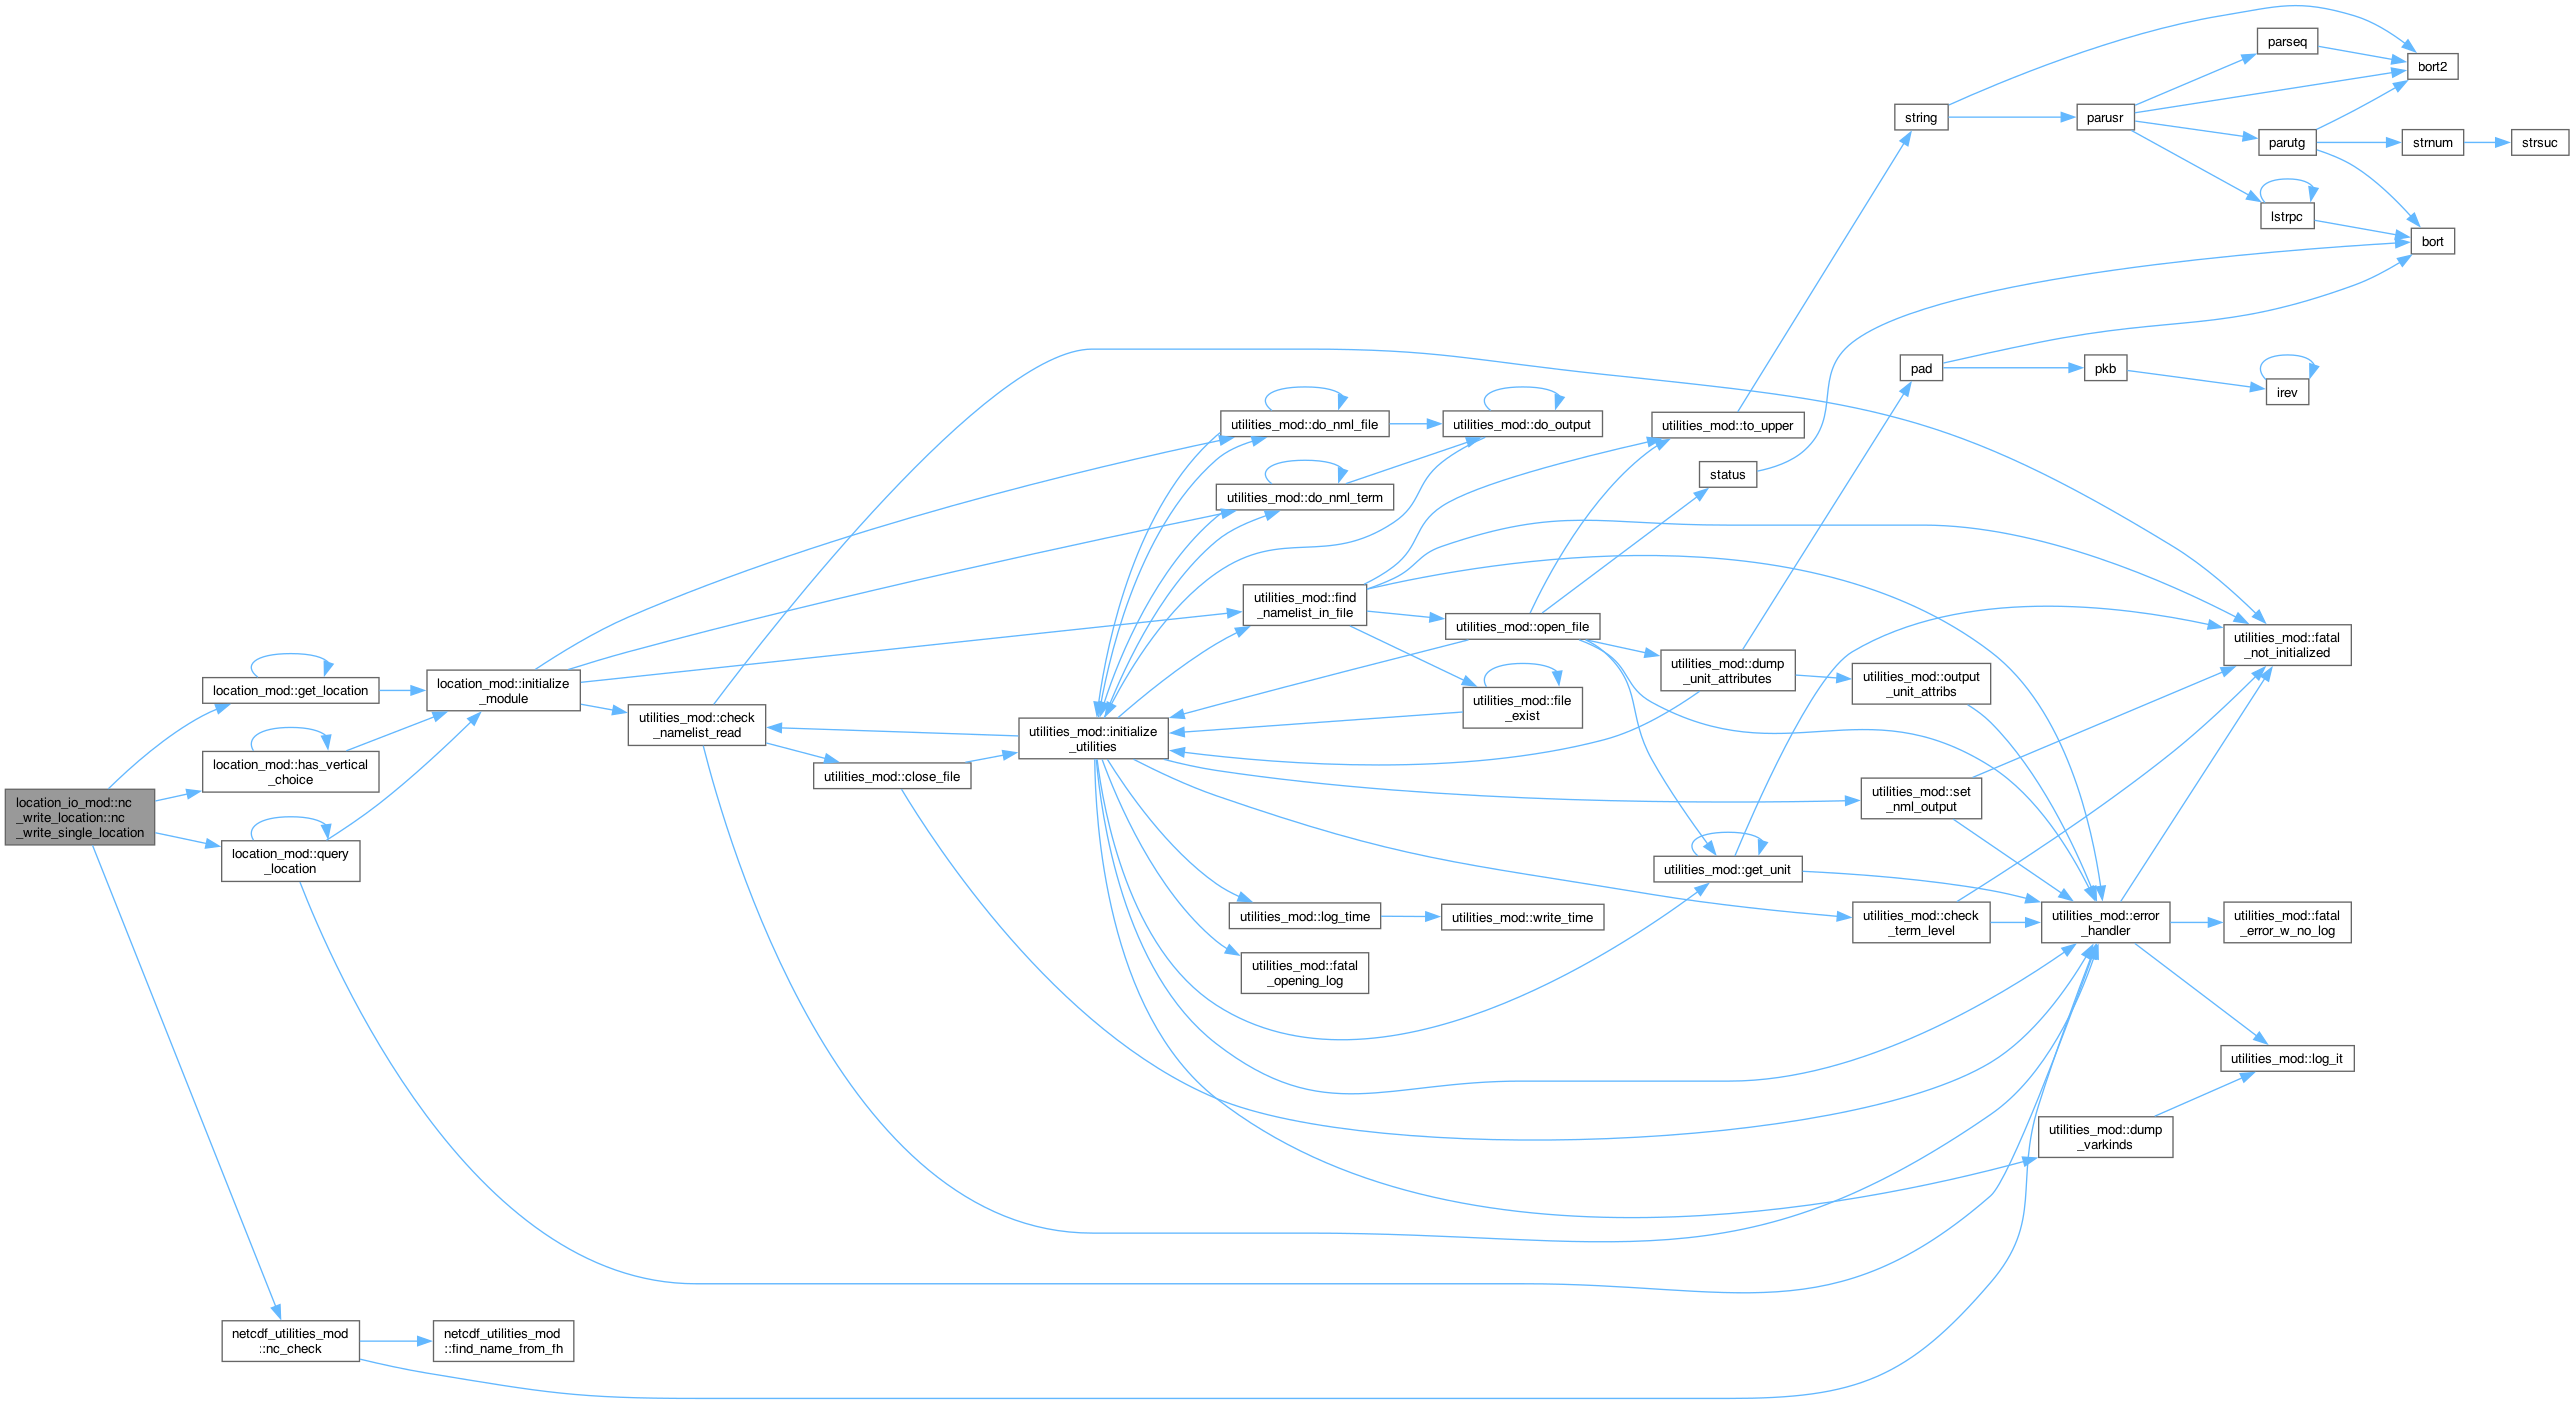 location_io_mod::nc
_write_location::nc
_write_single_location
location_mod::get_location
location_mod::has_vertical
_choice
location_mod::query
_location
netcdf_utilities_mod
::nc_check
location_mod::initialize
_module
netcdf_utilities_mod
::find_name_from_fh
utilities_mod::check
_namelist_read
utilities_mod::close_file
utilities_mod::initialize
_utilities
utilities_mod::do_nml_file
utilities_mod::do_nml_term
utilities_mod::find
_namelist_in_file
utilities_mod::log_time
utilities_mod::fatal
_opening_log
utilities_mod::do_output
utilities_mod::open_file
utilities_mod::file
_exist
utilities_mod::write_time
utilities_mod::to_upper
status
utilities_mod::dump
_unit_attributes
utilities_mod::get_unit
string
pad
utilities_mod::output
_unit_attribs
utilities_mod::set
_nml_output
utilities_mod::check
_term_level
parusr
pkb
utilities_mod::error
_handler
utilities_mod::dump
_varkinds
parseq
parutg
lstrpc
irev
utilities_mod::fatal
_not_initialized
utilities_mod::fatal
_error_w_no_log
utilities_mod::log_it
bort2
strnum
bort
strsuc